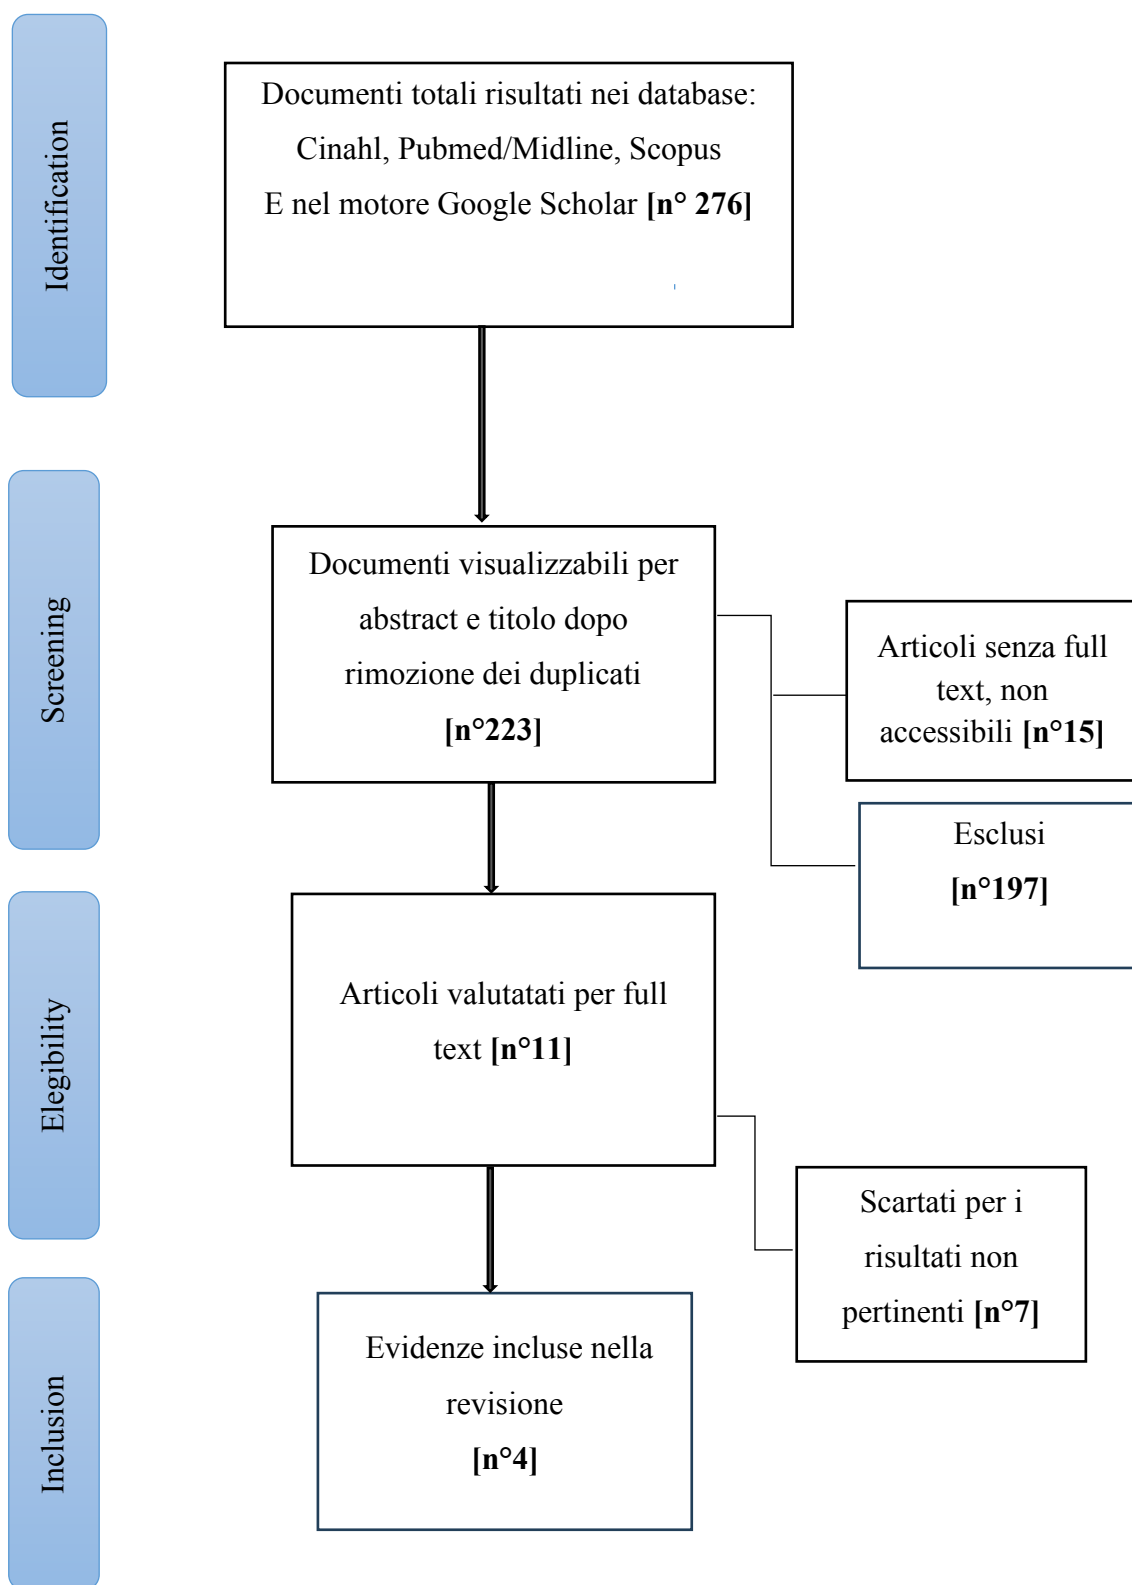 Identification
Documenti totali risultati nei database:
Cinahl, Pubmed/Midline, Scopus
E nel motore Google Scholar [n° 276]
Screening
Documenti visualizzabili per
abstract e titolo dopo
rimozione dei duplicati
[n°223]
Articoli senza full
text, non
accessibili [n°15]
Esclusi
[n°197]
Elegibility
Articoli valutatati per full
text [n°11]
Scartati per i
risultati non
pertinenti [n°7]
Inclusion
Evidenze incluse nella
revisione
[n°4]